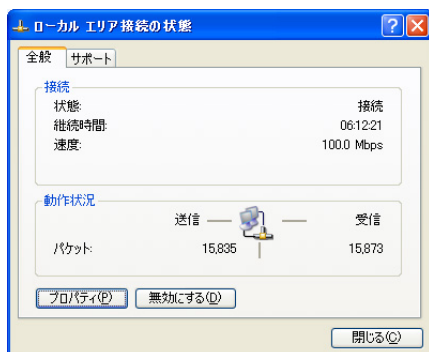 ローカル エリア接続の状態
全般 サポート
接続
状態: 接続
継続時間: 06:12:21
速度: 100.0 Mbps
動作状況
送信 受信
パケット: 15,835 15,873
プロパティ(P) 無効にする(D)
閉じる(C)